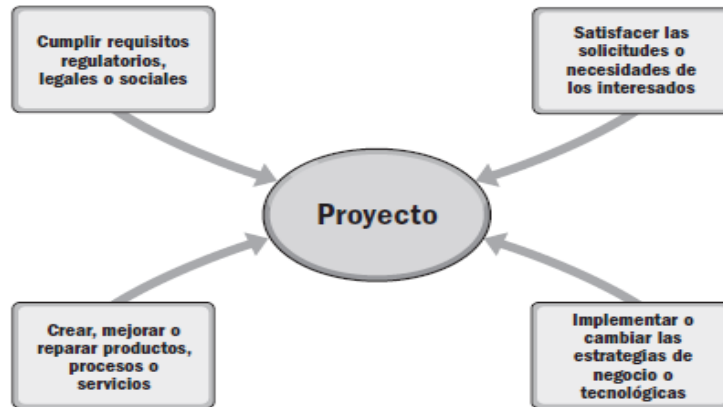 Cumplir requisitos
regulatorios,
legales o sociales
Satisfacer las
solicitudes o
necesidades de
los interesados
Proyecto
Crear, mejorar o
reparar productos,
procesos o
servicios
Implementar o
cambiar las
estrategias de
negocio o
tecnológicas